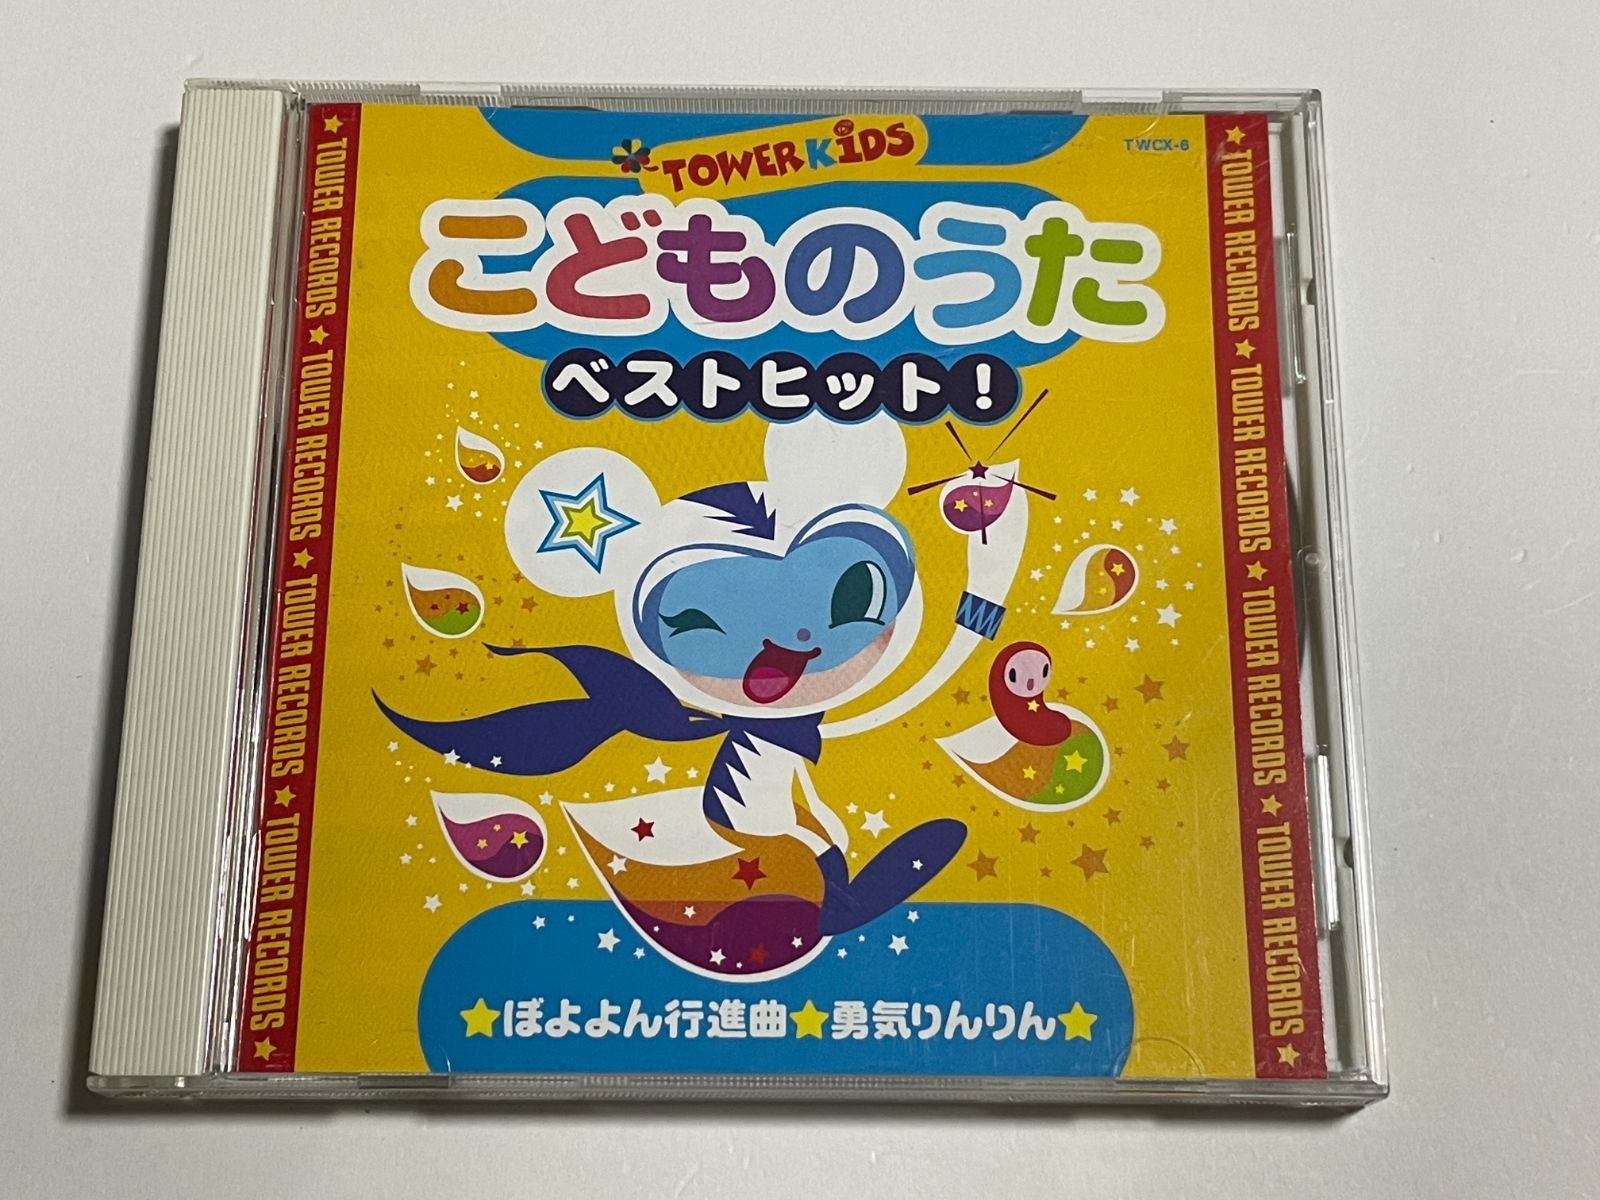 TOWER KiDS
TWCX-6
こどものうた
ベストヒット!
★ぼよよん行進曲★勇気りんりん★
★TOWER RECORDS★TOWER RECORDS★TOWER RECORDS★TOWER RECORDS★
★TOWER RECORDS★TOWER RECORDS★TOWER RECORDS★TOWER RECORDS★